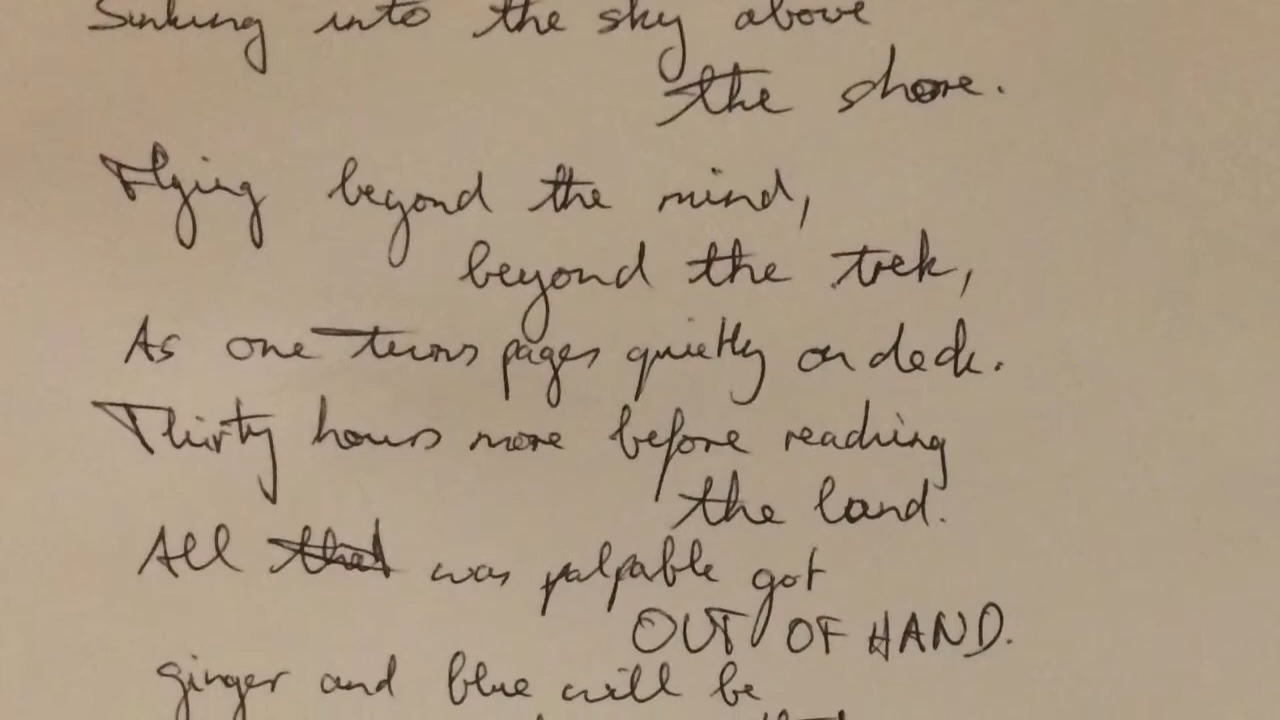 Sinking into the sky above
the shore.
Flying beyond the mind,
beyond the trek,
As one turns pages quietly on deck.
Thirty hours more before reaching
the land.
All ~~that~~ was palpable got
OUT OF HAND.
ginger and blue will be